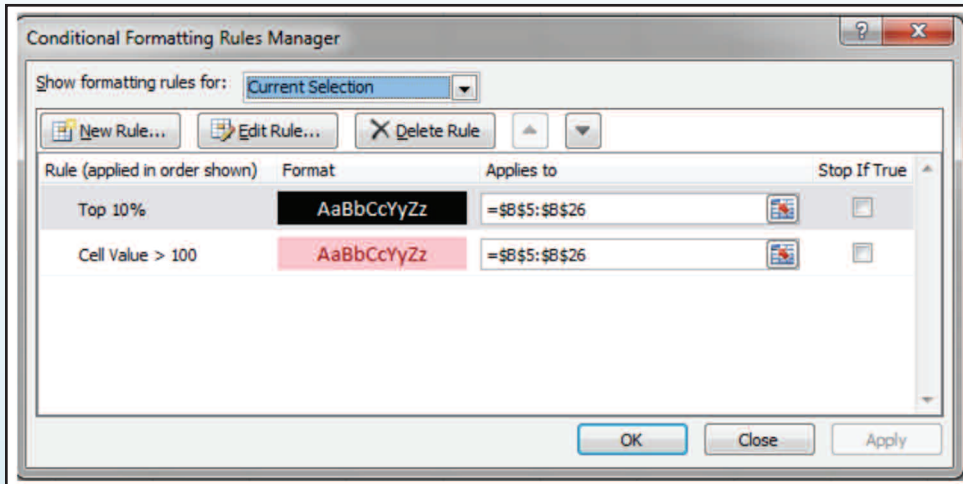 Conditional Formatting Rules Manager
Show formatting rules for: Current Selection
New Rule... Edit Rule... Delete Rule
Rule (applied in order shown) Format Applies to Stop If True
Top 10% AaBbCcYyZz =$B$5:$B$26
Cell Value > 100 AaBbCcYyZz =$B$5:$B$26
OK Close Apply